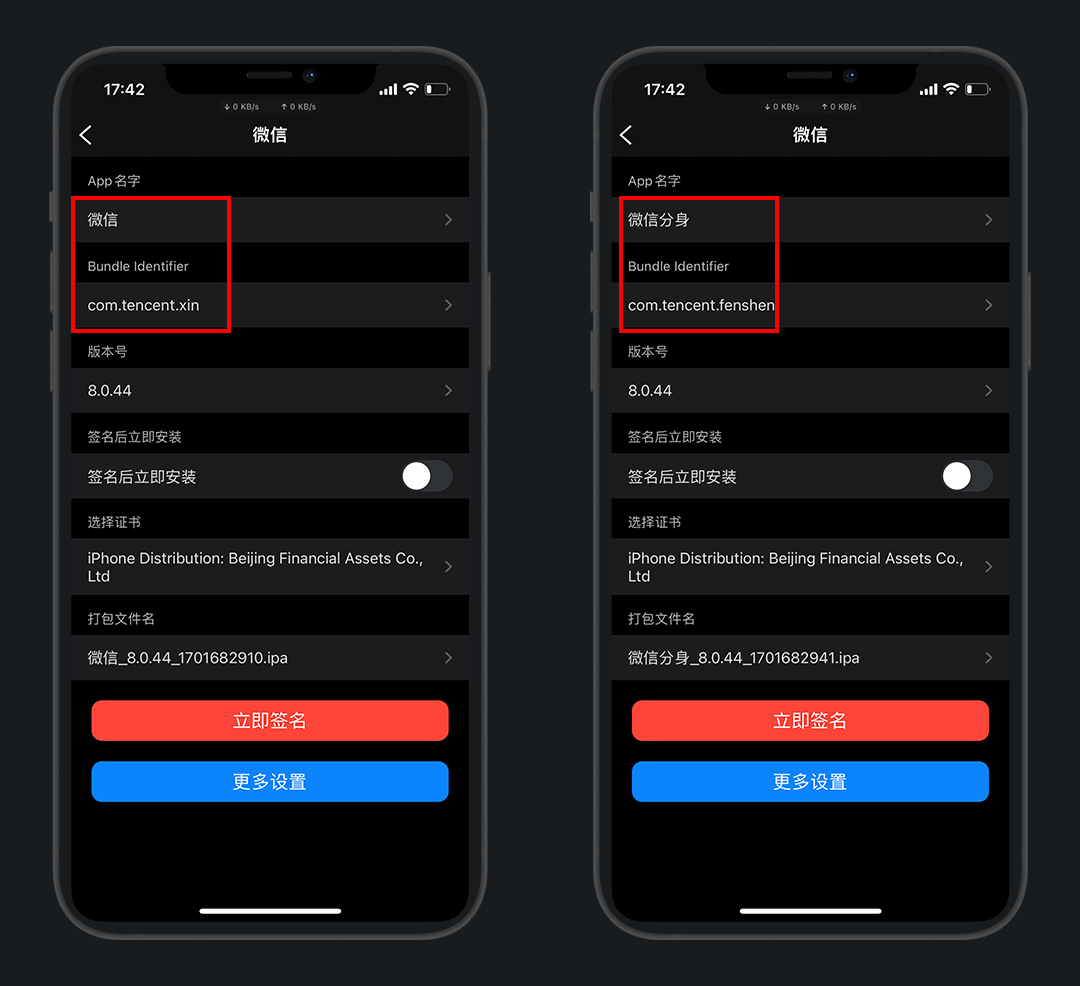 17:42
↓ 0 KB/s ↑ 0 KB/s
微信
App 名字
微信
Bundle Identifier
com.tencent.xin
版本号
8.0.44
签名后立即安装
签名后立即安装
选择证书
iPhone Distribution: Beijing Financial Assets Co.,
Ltd
打包文件名
微信_8.0.44_1701682910.ipa
立即签名
更多设置
17:42
↓ 0 KB/s ↑ 0 KB/s
微信
App 名字
微信分身
Bundle Identifier
com.tencent.fenshen
版本号
8.0.44
签名后立即安装
签名后立即安装
选择证书
iPhone Distribution: Beijing Financial Assets Co.,
Ltd
打包文件名
微信分身_8.0.44_1701682941.ipa
立即签名
更多设置